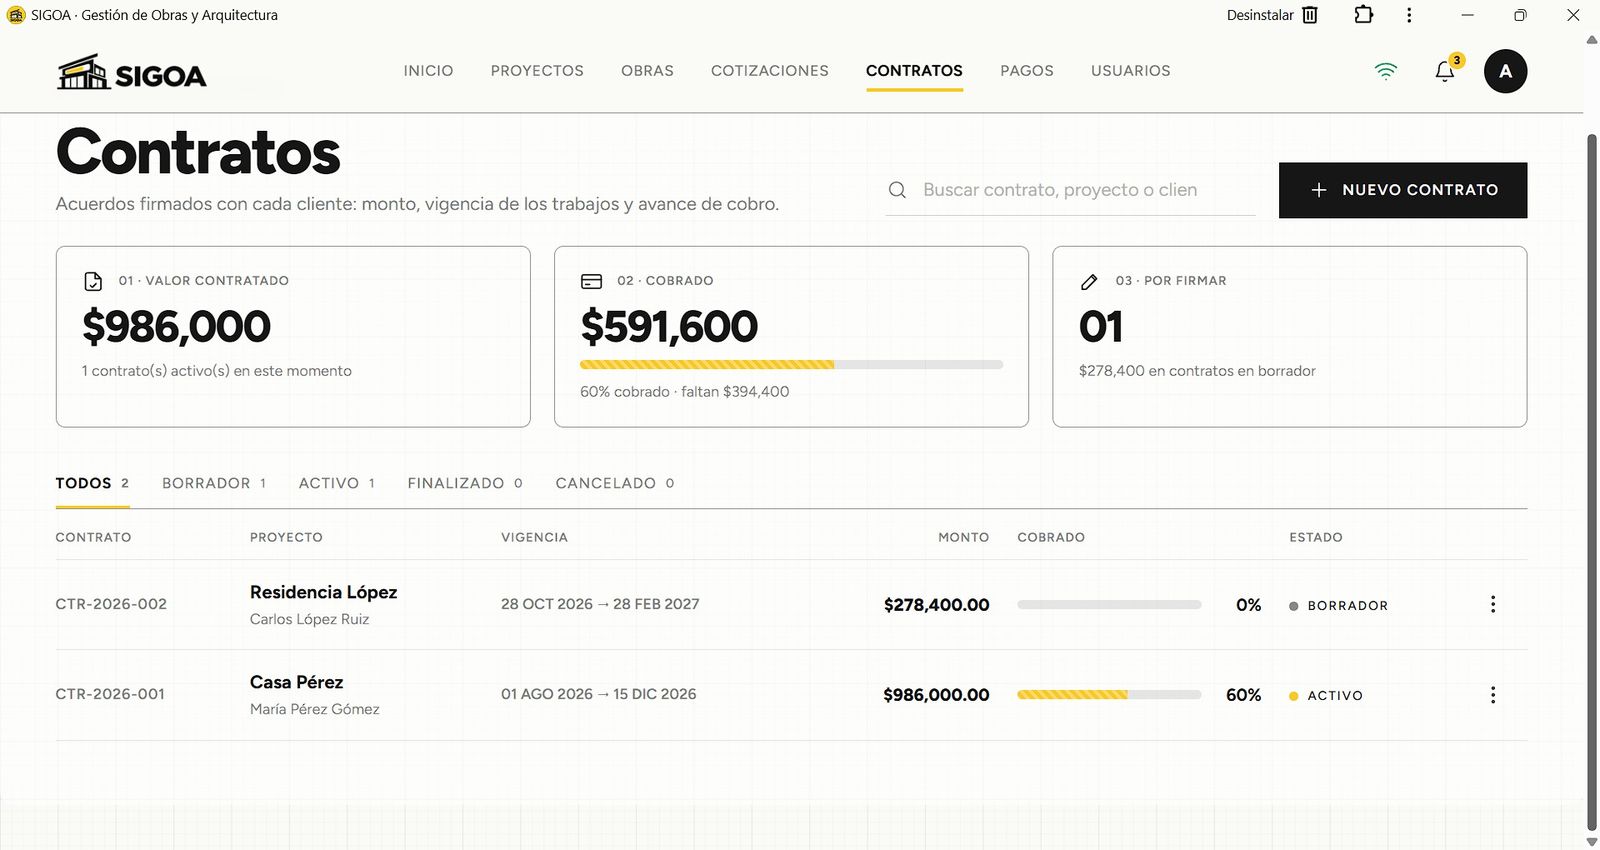 SIGOA · Gestión de Obras y Arquitectura
Desinstalar
SIGOA
INICIO
PROYECTOS
OBRAS
COTIZACIONES
CONTRATOS
PAGOS
USUARIOS
3
A
Contratos
Acuerdos firmados con cada cliente: monto, vigencia de los trabajos y avance de cobro.
Buscar contrato, proyecto o clien
+ NUEVO CONTRATO
01 · VALOR CONTRATADO
$986,000
1 contrato(s) activo(s) en este momento
02 · COBRADO
$591,600
60% cobrado · faltan $394,400
03 · POR FIRMAR
01
$278,400 en contratos en borrador
TODOS 2
BORRADOR 1
ACTIVO 1
FINALIZADO 0
CANCELADO 0
CONTRATO
PROYECTO
VIGENCIA
MONTO
COBRADO
ESTADO
CTR-2026-002
Residencia López
Carlos López Ruiz
28 OCT 2026 → 28 FEB 2027
$278,400.00
0%
BORRADOR
CTR-2026-001
Casa Pérez
María Pérez Gómez
01 AGO 2026 → 15 DIC 2026
$986,000.00
60%
ACTIVO